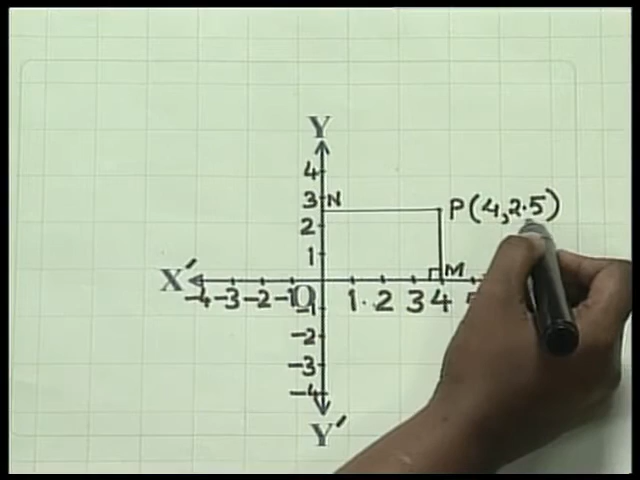 Y
4
3 N
P(4,2.5)
2
1
X' M
-4 -3 -2 -1 O 1 2 3 4
-1
-2
-3
-4
Y'